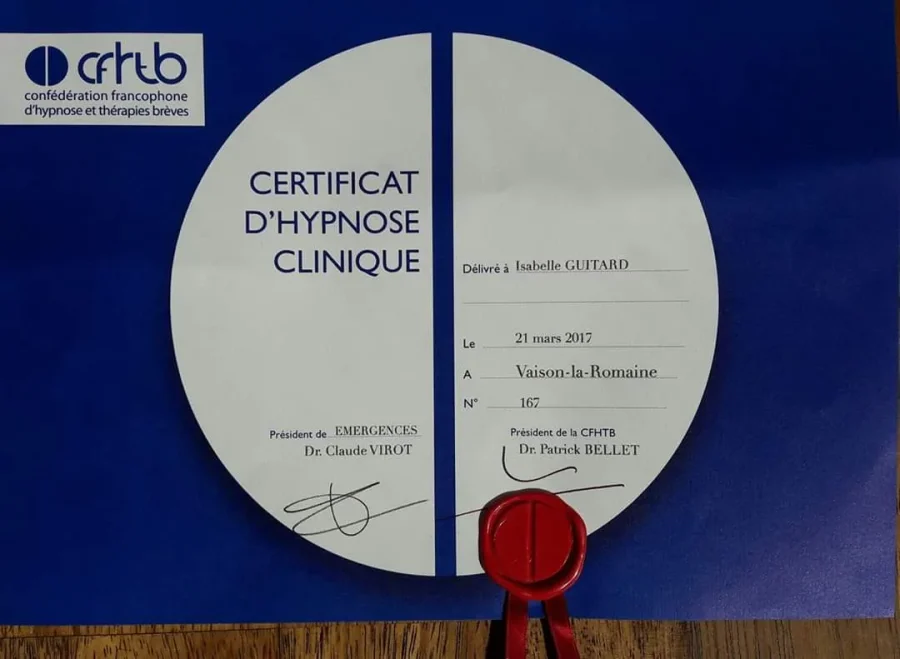 cfhtb
confédération francophone
d'hypnose et thérapies brèves
CERTIFICAT
D'HYPNOSE
CLINIQUE
Président de EMERGENCES
Dr. Claude VIROT
Délivré à Isabelle GUITARD
Le 21 mars 2017
A Vaison-la-Romaine
N° 167
Président de la CFHTB
Dr. Patrick BELLET